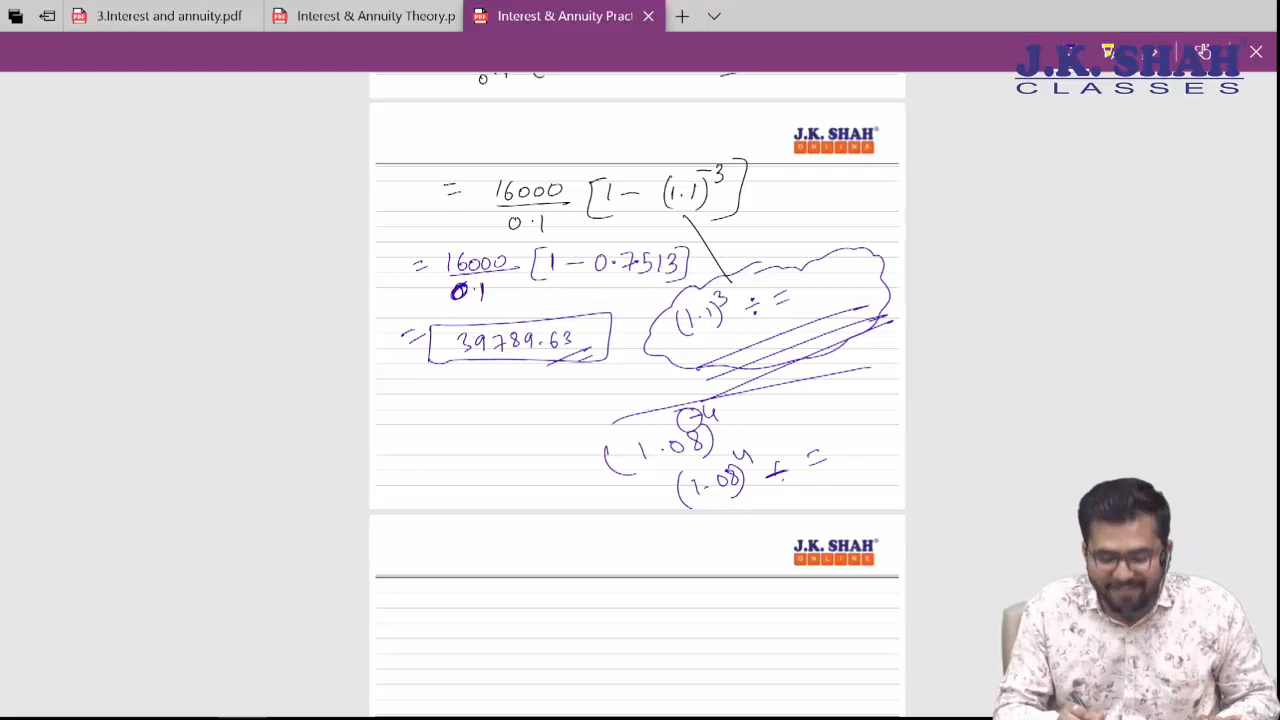 3.Interest and annuity.pdf
Interest & Annuity Theory.p
Interest & Annuity Pract
J.K. SHAH
CLASSES
0.1
J.K. SHAH®
ONLINE
= 16000/0.1 [1 - (1.1)^-3]
= 16000/0.1 [1 - 0.7513]
(1.1)^3 ÷ =
= 39789.63
(1.08)^-4
(1.08)^4 ÷ =
J.K. SHAH®
ONLINE